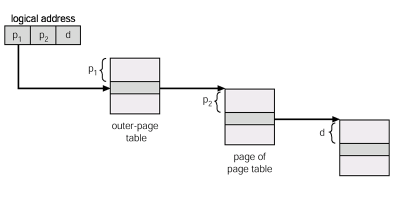 logical address
p1 p2 d
p1
outer-page
table
p2
page of
page table
d